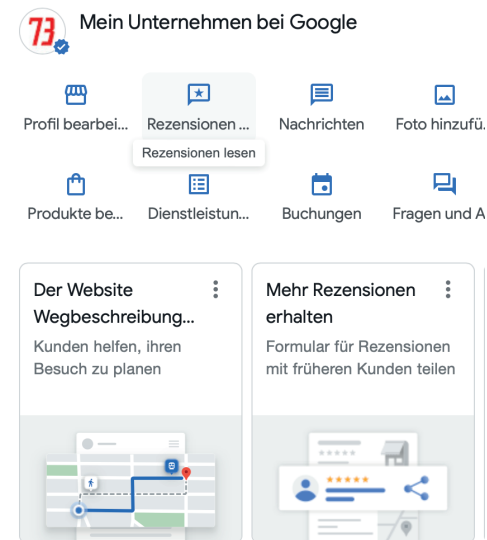 73
Mein Unternehmen bei Google
Profil bearbei... Rezensionen ... Nachrichten Foto hinzufü
Rezensionen lesen
Produkte be... Dienstleistun... Buchungen Fragen und A
Der Website
Wegbeschreibung...
Kunden helfen, ihren
Besuch zu planen
Mehr Rezensionen
erhalten
Formular für Rezensionen
mit früheren Kunden teilen